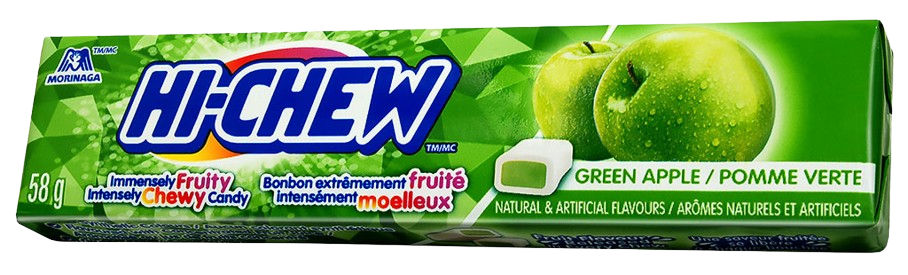 TM/MC
MORINAGA
HI-CHEW
TM/MC
58 g
Immensely Fruity
Intensely Chewy Candy
Bonbon extrêmement fruité
intensément moelleux
GREEN APPLE / POMME VERTE
NATURAL & ARTIFICIAL FLAVOURS / ARÔMES NATURELS ET ARTIFICIELS